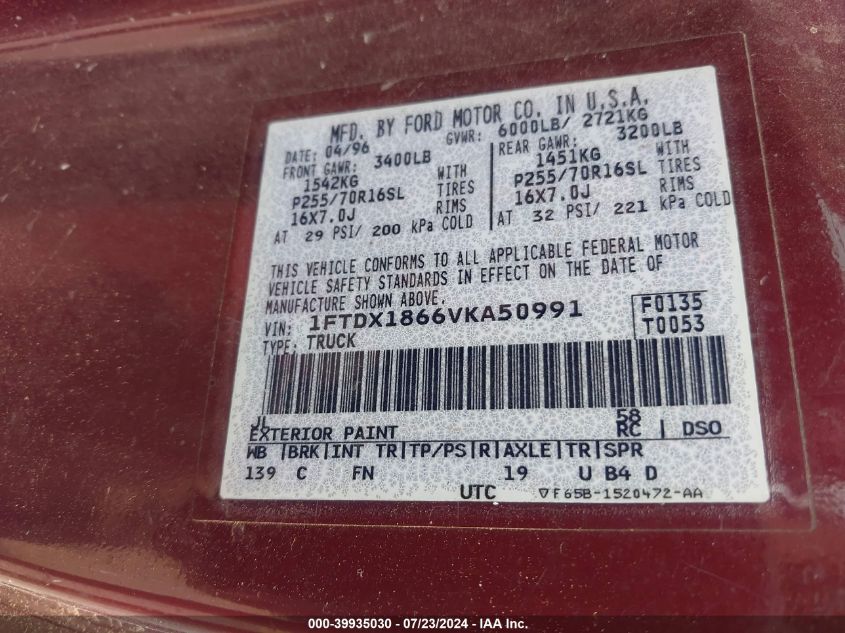 MFD. BY FORD MOTOR CO. IN U.S.A.
DATE: 04/96 GVWR: 6000LB/ 2721KG
FRONT GAWR: 3400LB REAR GAWR: 3200LB
1542KG WITH 1451KG WITH
P255/70R16SL TIRES P255/70R16SL TIRES
16X7.0J RIMS 16X7.0J RIMS
AT 29 PSI/ 200 kPa COLD AT 32 PSI/ 221 kPa COLD
THIS VEHICLE CONFORMS TO ALL APPLICABLE FEDERAL MOTOR
VEHICLE SAFETY STANDARDS IN EFFECT ON THE DATE OF
MANUFACTURE SHOWN ABOVE.
VIN: 1FTDX1866VKA50991 F0135
TYPE: TRUCK T0053
JL 58
EXTERIOR PAINT RC | DSO
WB |BRK|INT TR|TP/PS|R|AXLE|TR|SPR
139 C FN 19 U B4 D
UTC ▽F65B-1520472-AA
000-39935030 - 07/23/2024 - IAA Inc.